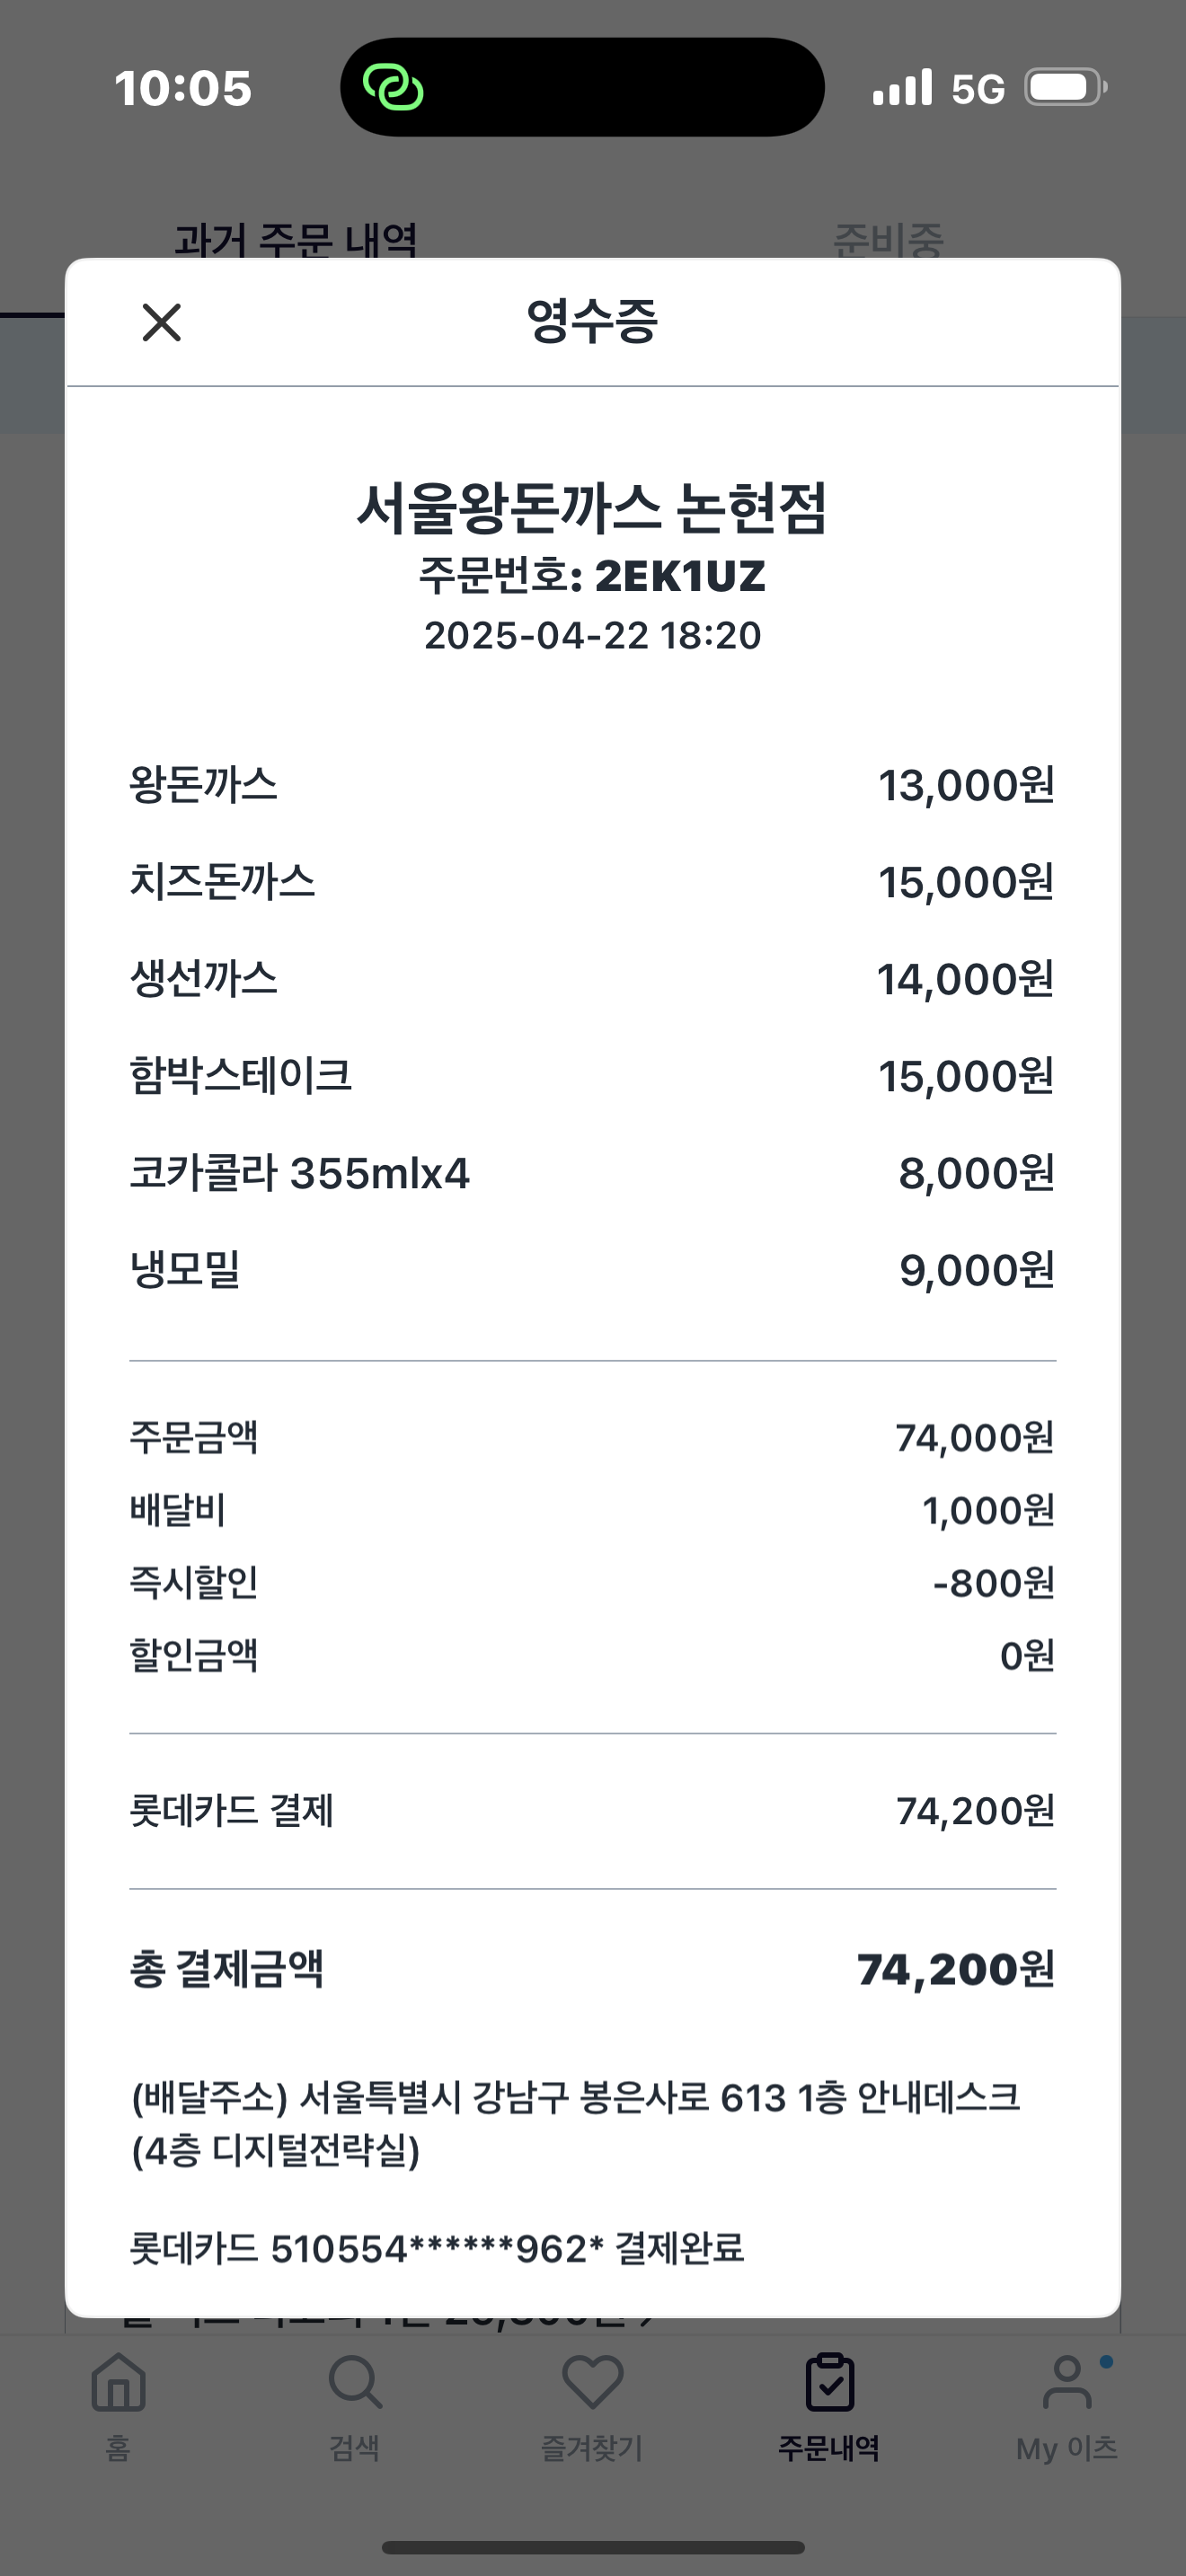 10:05
5G
과거 주문 내역 준비중
영수증
서울왕돈까스 논현점
주문번호: 2EK1UZ
2025-04-22 18:20
왕돈까스 13,000원
치즈돈까스 15,000원
생선까스 14,000원
함박스테이크 15,000원
코카콜라 355mlx4 8,000원
냉모밀 9,000원
주문금액 74,000원
배달비 1,000원
즉시할인 -800원
할인금액 0원
롯데카드 결제 74,200원
총 결제금액 74,200원
(배달주소) 서울특별시 강남구 봉은사로 613 1층 안내데스크
(4층 디지털전략실)
롯데카드 510554******962* 결제완료
홈 검색 즐겨찾기 주문내역 My 이츠